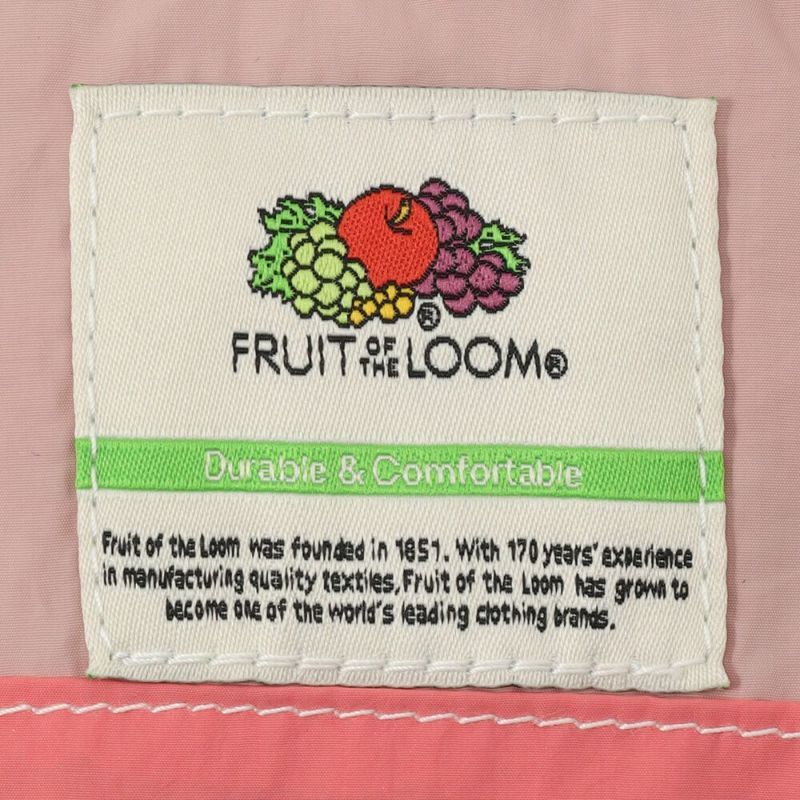 ®
FRUIT OF THE LOOM®
Durable & Comfortable
Fruit of the Loom was founded in 1851. With 170 years' experience
in manufacturing quality textiles, Fruit of the Loom has grown to
become one of the world's leading clothing brands.